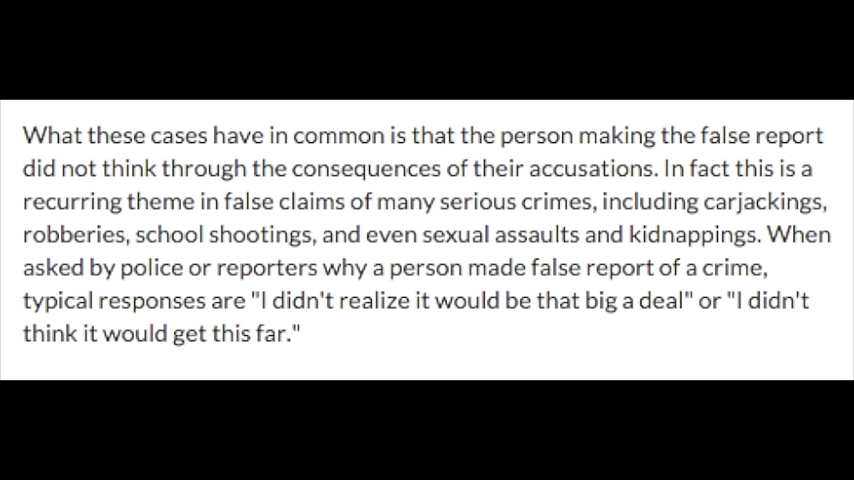 What these cases have in common is that the person making the false report
did not think through the consequences of their accusations. In fact this is a
recurring theme in false claims of many serious crimes, including carjackings,
robberies, school shootings, and even sexual assaults and kidnappings. When
asked by police or reporters why a person made false report of a crime,
typical responses are "I didn't realize it would be that big a deal" or "I didn't
think it would get this far."